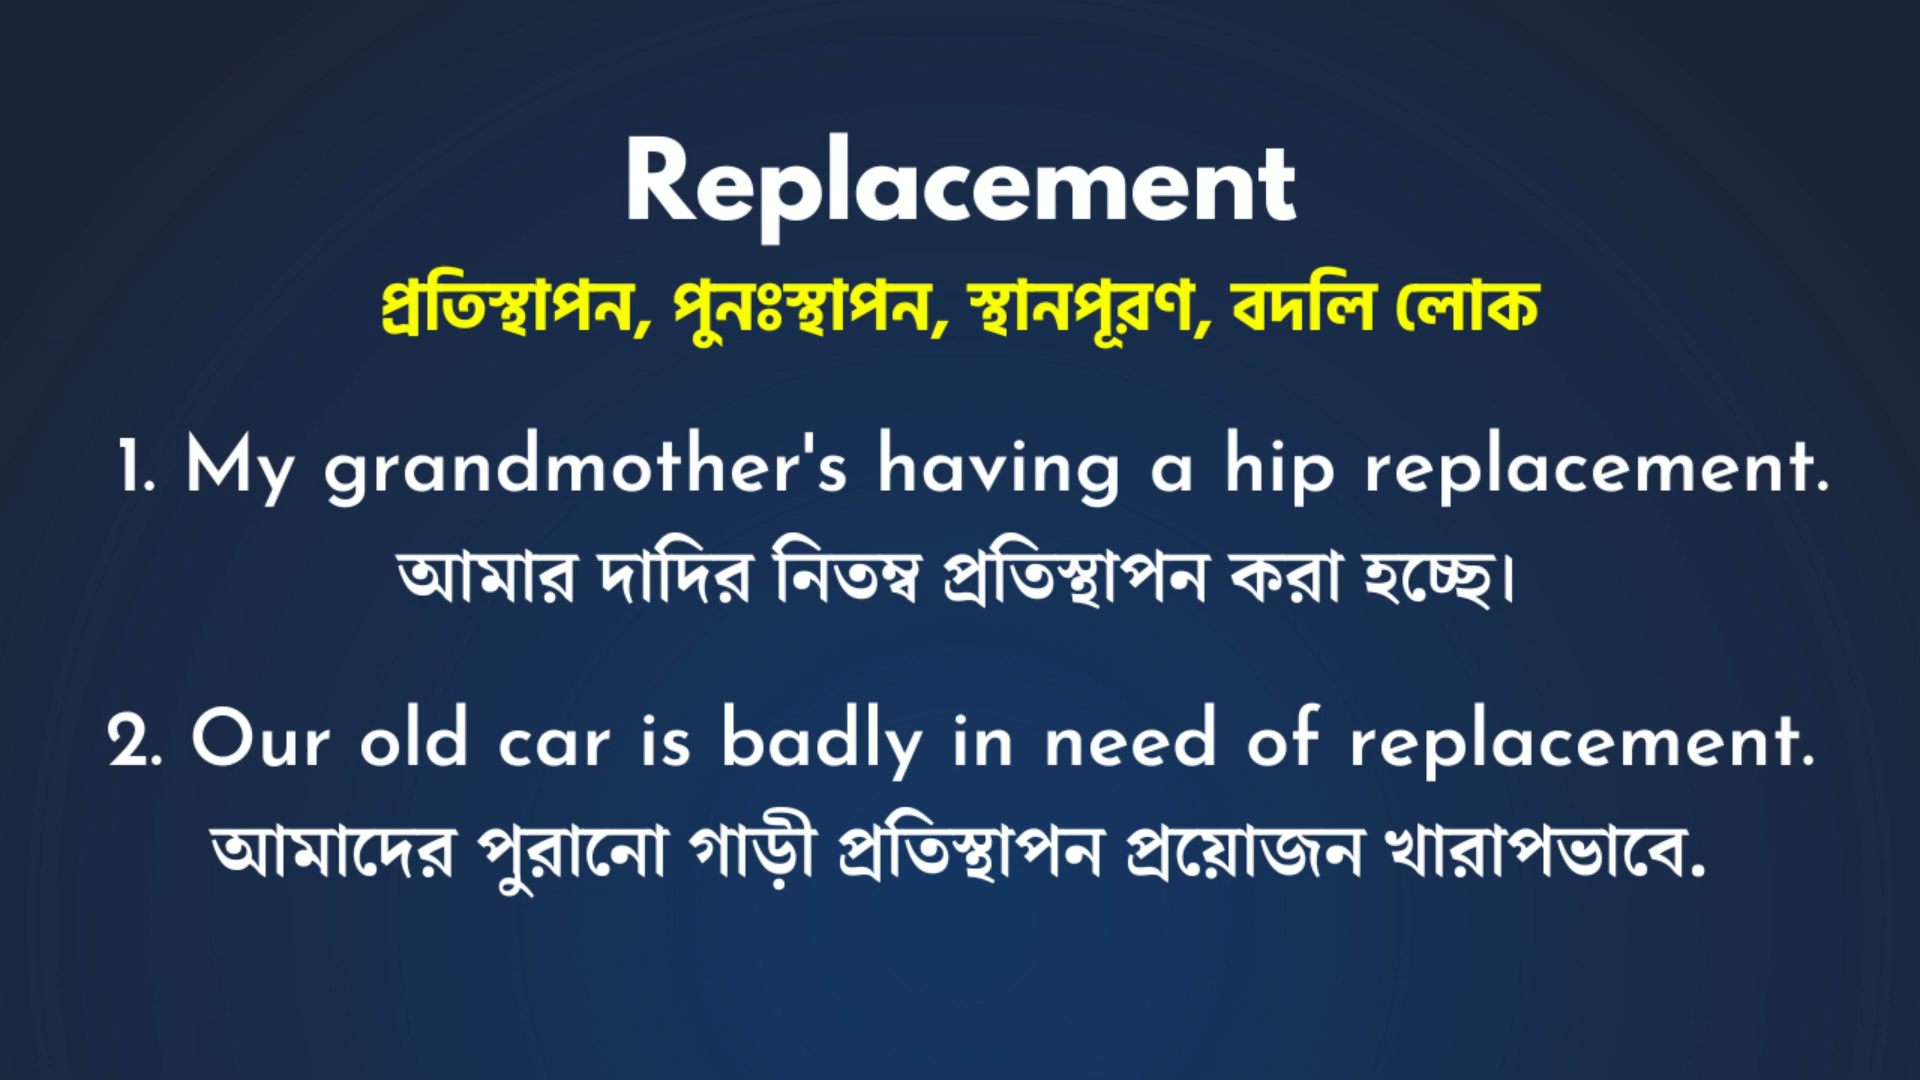 Replacement
প্রতিস্থাপন, পুনঃস্থাপন, স্থানপূরণ, বদলি লোক
1. My grandmother's having a hip replacement.
আমার দাদির নিতম্ব প্রতিস্থাপন করা হচ্ছে।
2. Our old car is badly in need of replacement.
আমাদের পুরানো গাড়ী প্রতিস্থাপন প্রয়োজন খারাপভাবে.